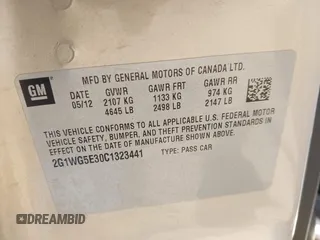 GM
MFD BY GENERAL MOTORS OF CANADA LTD.
DATE GVWR GAWR FRT GAWR RR
05/12 2107 KG 1133 KG 974 KG
4645 LB 2498 LB 2147 LB
THIS VEHICLE CONFORMS TO ALL APPLICABLE U.S. FEDERAL MOTOR
VEHICLE SAFETY, BUMPER, AND THEFT PREVENTION STANDARDS IN
EFFECT ON THE DATE OF MANUFACTURE SHOWN ABOVE.
2G1WG5E30C1323441 TYPE: PASS CAR
DREAMBID